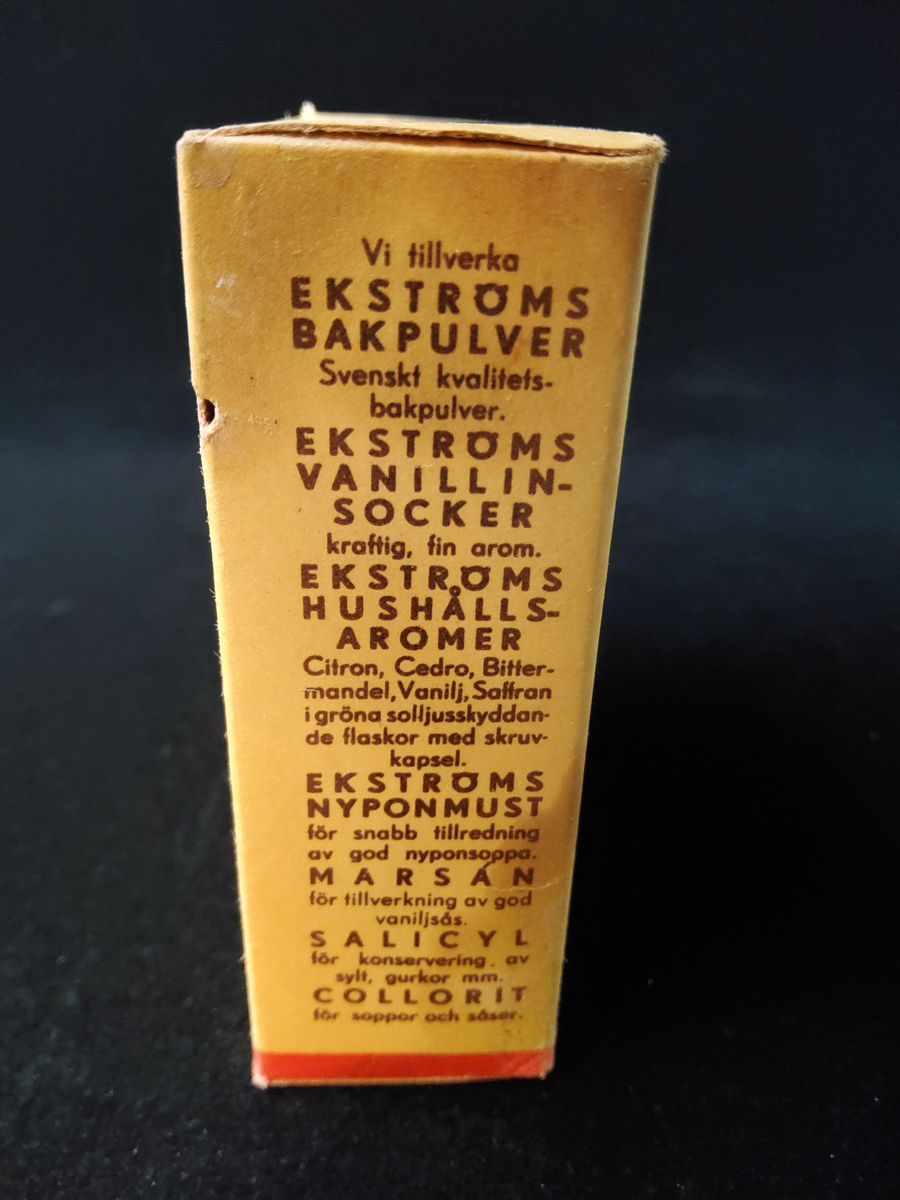 Vi tillverka
EKSTRÖMS
BAKPULVER
Svenskt kvalitets-
bakpulver.
EKSTRÖMS
VANILLIN-
SOCKER
kraftig, fin arom.
EKSTRÖMS
HUSHÅLLS-
AROMER
Citron, Cedro, Bitter-
mandel, Vanilj, Saffran
i gröna solljusskyddan-
de flaskor med skruv-
kapsel.
EKSTRÖMS
NYPONMUST
för snabb tillredning
av god nyponsoppa.
MARSÁN
för tillverkning av god
vaniljsås.
SALICYL
för konservering av
sylt, gurkor mm.
COLLORIT
för soppor och såser.